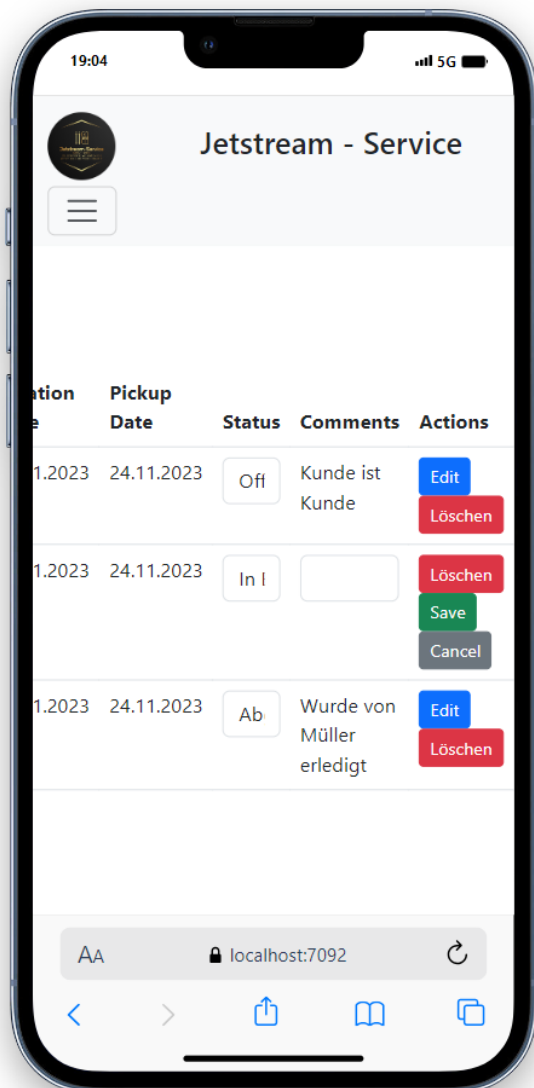 19:04
5G
Jetstream-Service
Jetstream - Service
ation Pickup
Date Status Comments Actions
1.2023 24.11.2023 Off Kunde ist Edit
Kunde Löschen
1.2023 24.11.2023 In Löschen
Save
Cancel
1.2023 24.11.2023 Ab Wurde von Edit
Müller Löschen
erledigt
AA localhost:7092